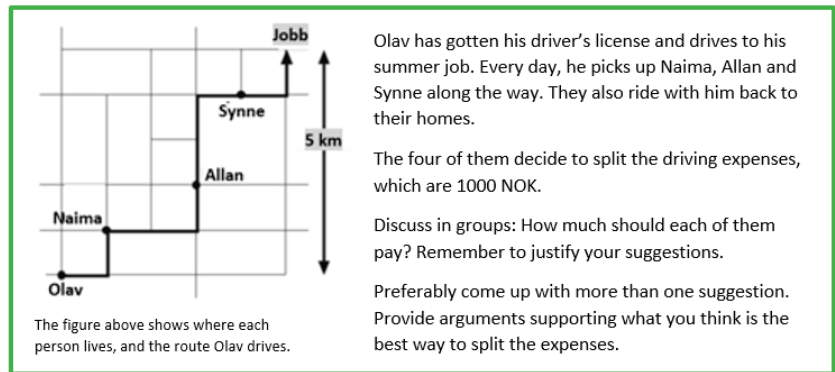 Jobb
Synne
5 km
Allan
Naima
Olav
The figure above shows where each
person lives, and the route Olav drives.
Olav has gotten his driver’s license and drives to his
summer job. Every day, he picks up Naima, Allan and
Synne along the way. They also ride with him back to
their homes.
The four of them decide to split the driving expenses,
which are 1000 NOK.
Discuss in groups: How much should each of them
pay? Remember to justify your suggestions.
Preferably come up with more than one suggestion.
Provide arguments supporting what you think is the
best way to split the expenses.